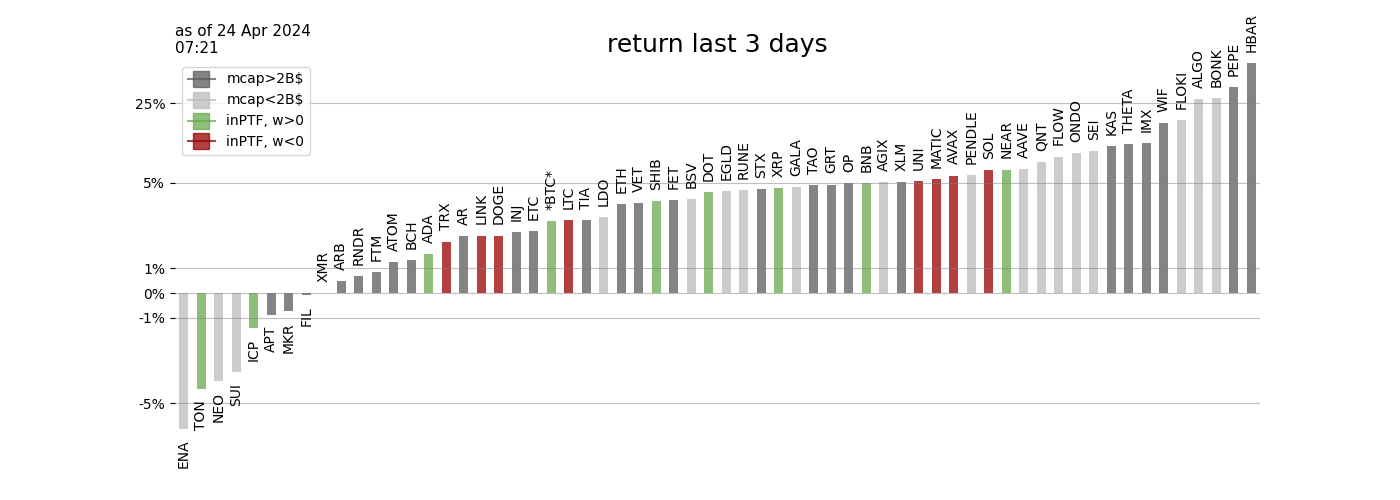 as of 24 Apr 2024
07:21
return last 3 days
mcap>2B$
mcap<2B$
inPTF, w>0
inPTF, w<0
25%
5%
1%
0%
-1%
-5%
ENA
TON
NEO
SUI
ICP
APT
MKR
FIL
XMR
ARB
RNDR
FTM
ATOM
BCH
ADA
TRX
AR
LINK
DOGE
INJ
ETC
*BTC*
LTC
TIA
LDO
ETH
VET
SHIB
FET
BSV
DOT
EGLD
RUNE
STX
XRP
GALA
TAO
GRT
OP
BNB
AGIX
XLM
UNI
MATIC
AVAX
PENDLE
SOL
NEAR
AAVE
QNT
FLOW
ONDO
SEI
KAS
THETA
IMX
WIF
FLOKI
ALGO
BONK
PEPE
HBAR